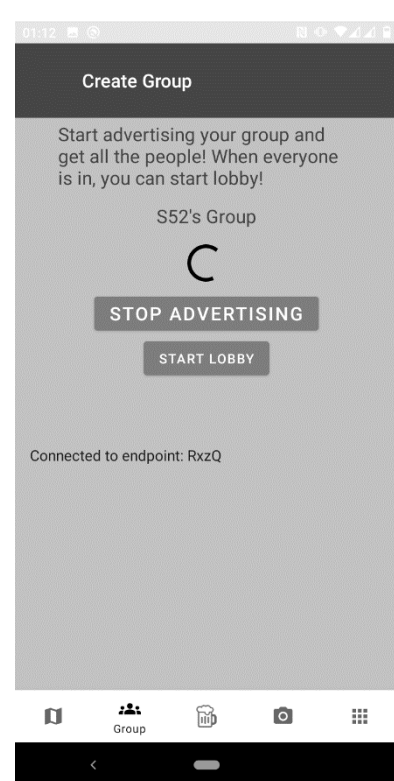 01:12
Create Group
Start advertising your group and
get all the people! When everyone
is in, you can start lobby!
S52's Group
STOP ADVERTISING
START LOBBY
Connected to endpoint: RxzQ
Group